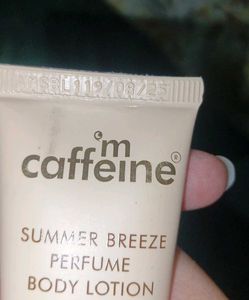 'm
caffeine®
SUMMER BREEZE
PERFUME
BODY LOTION